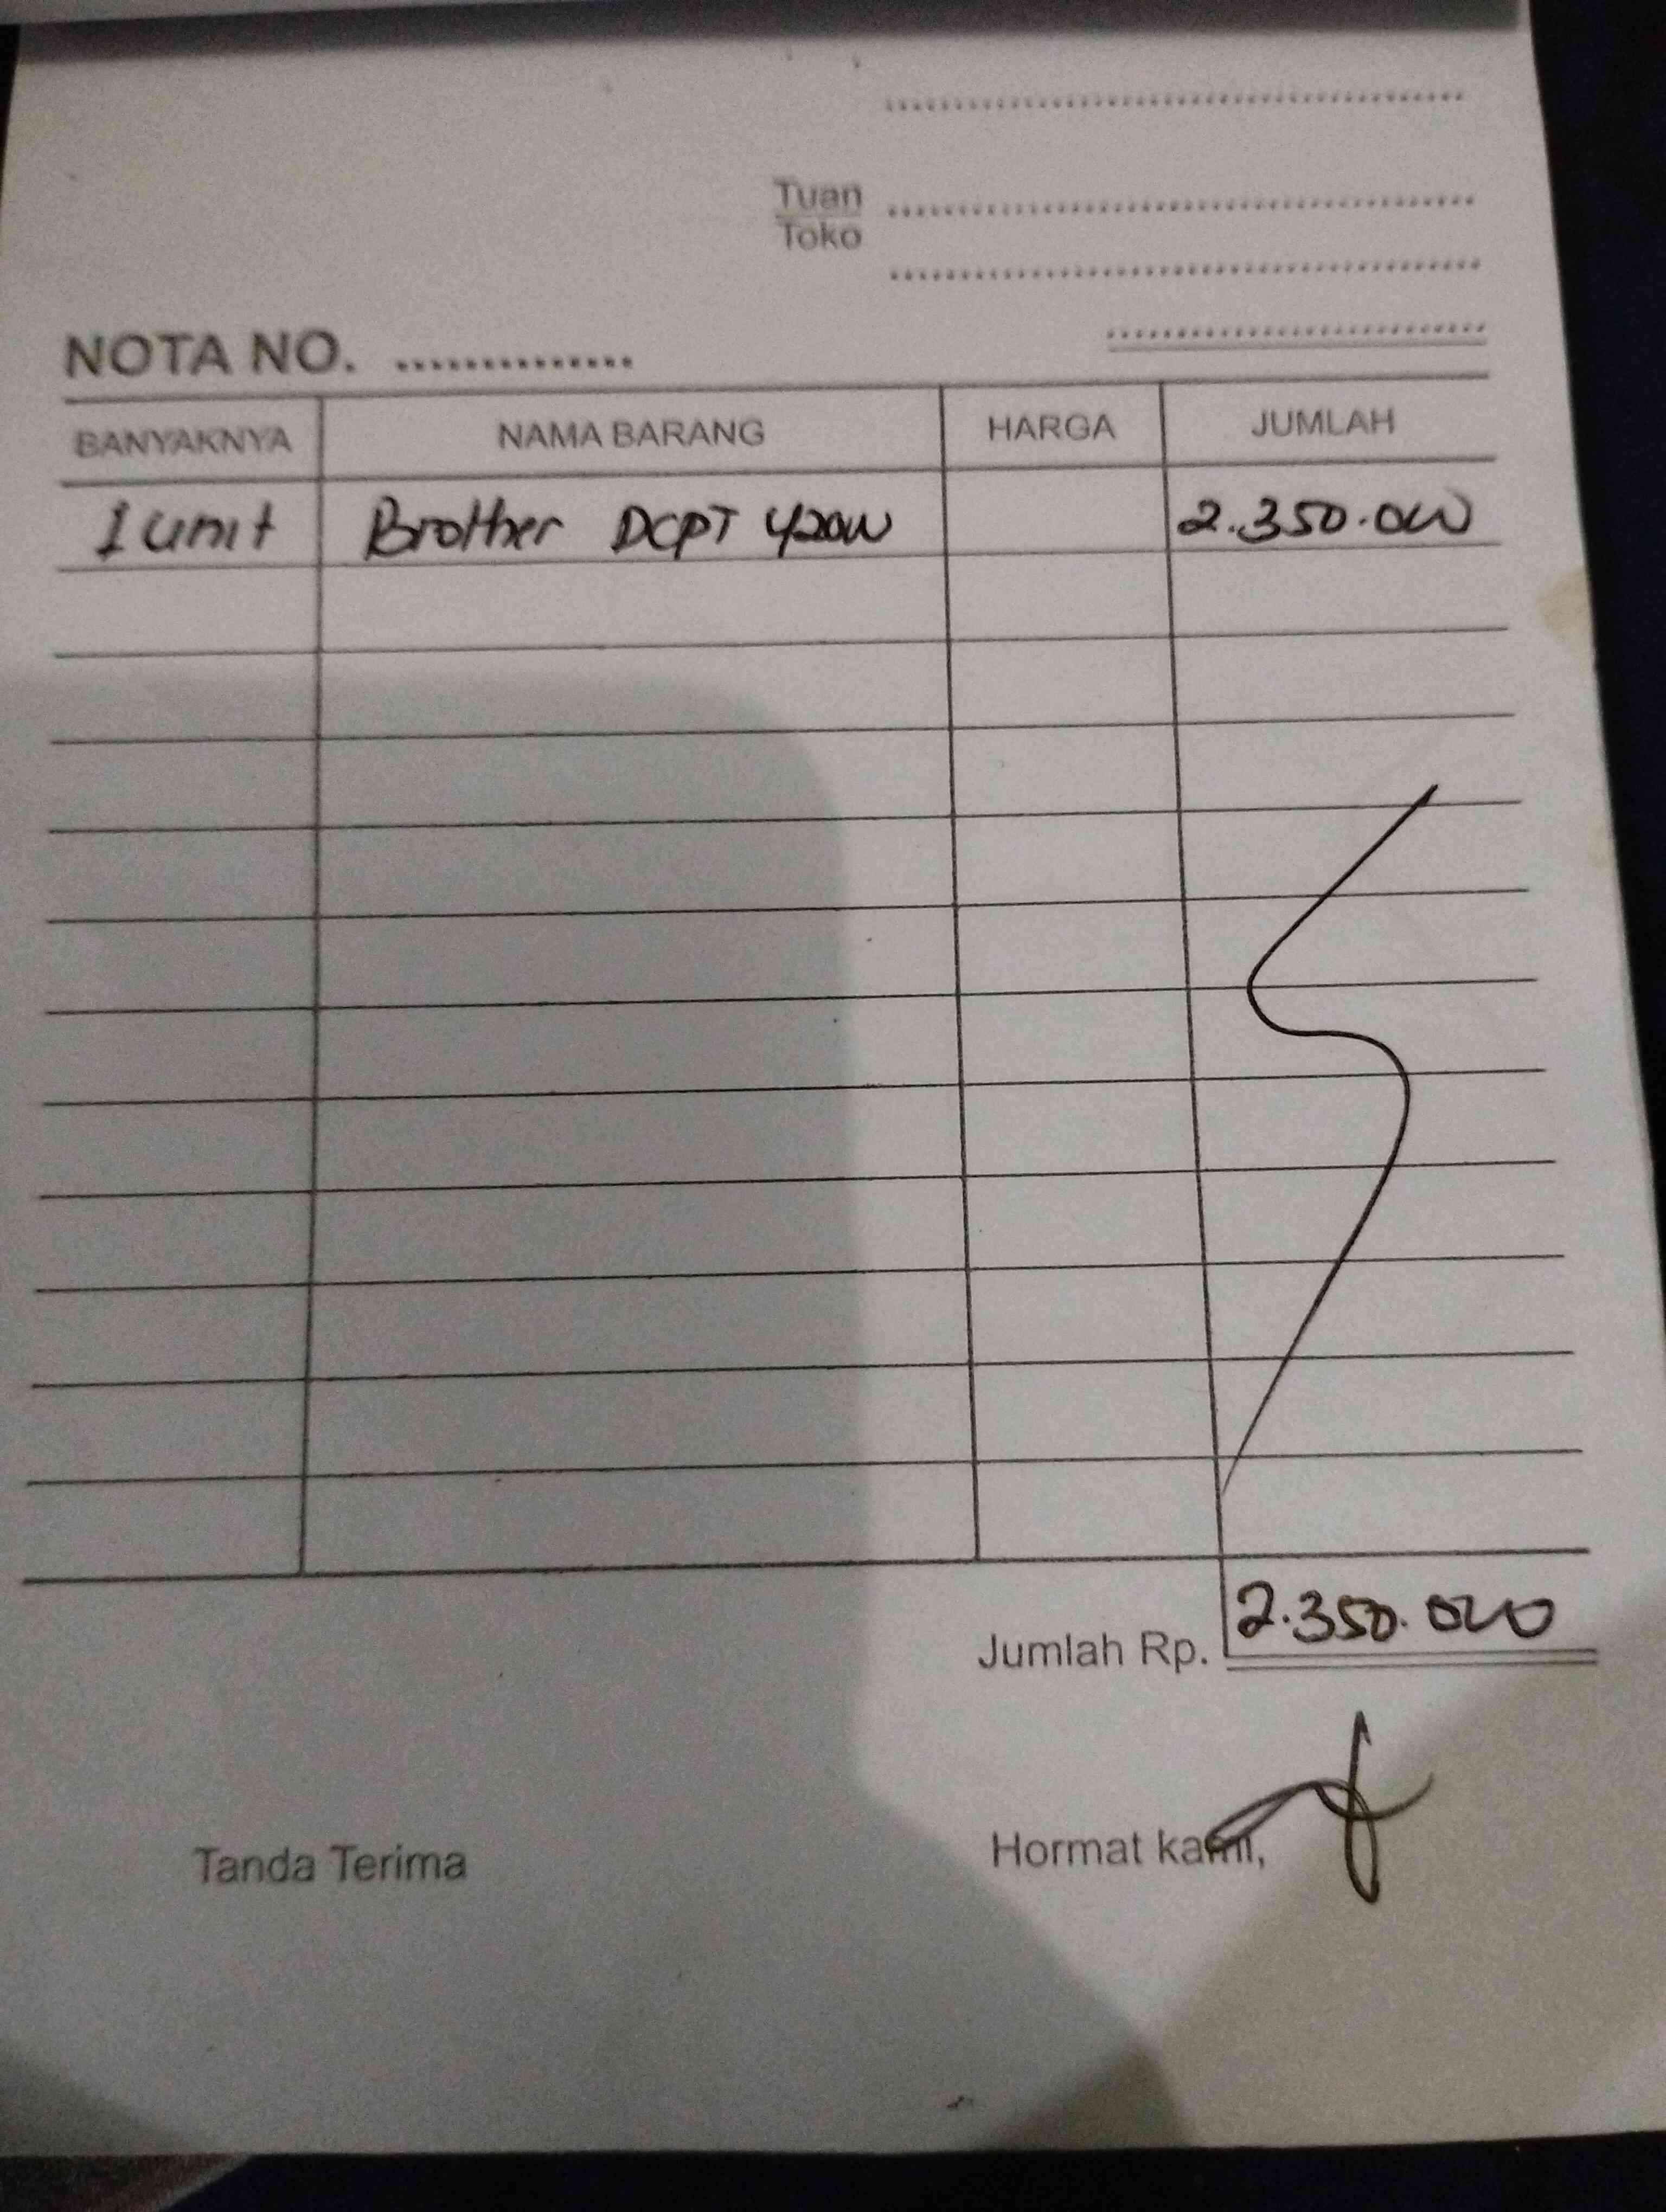 Tuan
Toko
NOTA NO. ..............
BANYAKNYA NAMA BARANG HARGA JUMLAH
1 unit Brother DCPT 420W 2.350.000
Jumlah Rp. 2.350.000
Tanda Terima Hormat kami,